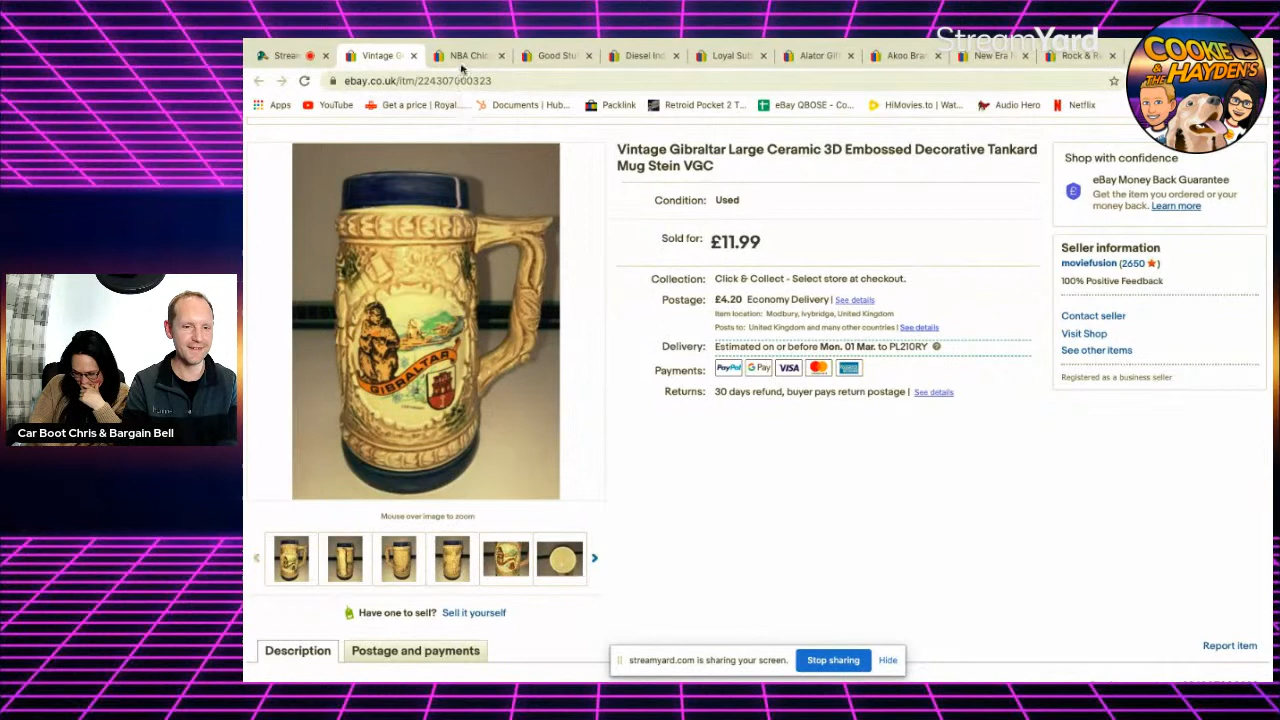 StreamYard
COOKIE
& THE HAYDEN'S
Stream
Vintage G
NBA Chic
Good Stu
Diesel Ind
Loyal Sub
Alator Gif
Akoo Bra
New Era
Rock & R
ebay.co.uk/itm/224307000323
Apps
YouTube
Get a price | Royal...
Documents | Hub...
Packlink
Retroid Pocket 2 T...
eBay QBOSE - Co...
HiMovies.to | Wat...
Audio Hero
Netflix
Vintage Gibraltar Large Ceramic 3D Embossed Decorative Tankard
Mug Stein VGC
Condition: Used
Sold for: £11.99
Collection: Click & Collect - Select store at checkout.
Postage: £4.20 Economy Delivery | See details
Item location: Modbury, Ivybridge, United Kingdom
Posts to: United Kingdom and many other countries | See details
Delivery: Estimated on or before Mon. 01 Mar. to PL210RY
Payments: PayPal G Pay VISA
Returns: 30 days refund, buyer pays return postage | See details
Shop with confidence
eBay Money Back Guarantee
Get the item you ordered or your
money back. Learn more
Seller information
moviefusion (2650)
100% Positive Feedback
Contact seller
Visit Shop
See other items
Registered as a business seller
GIBRALTAR
Mouse over image to zoom
Have one to sell? Sell it yourself
Description
Postage and payments
Report item
streamyard.com is sharing your screen.
Stop sharing
Hide
Car Boot Chris & Bargain Bell